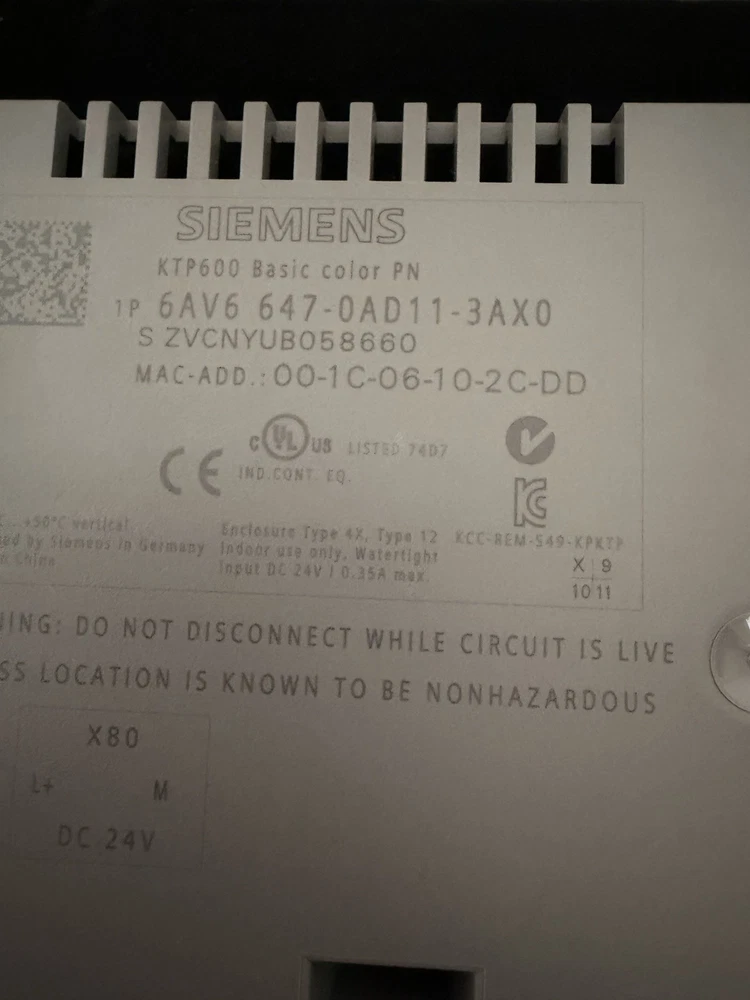 SIEMENS
KTP600 Basic color PN
1P 6AV6 647-0AD11-3AX0
S ZVCNYUB058660
MAC-ADD.: 00-1C-06-10-2C-DD
C UL US LISTED 74D7
IND.CONT. EQ.
CE
+50°C vertical
by Siemens in Germany
China
Enclosure Type 4X, Type 12
Indoor use only, Watertight
Input DC 24V / 0.35A max.
KCC-REM-S49-KPKTP
X 9
10 11
DO NOT DISCONNECT WHILE CIRCUIT IS LIVE
LOCATION IS KNOWN TO BE NONHAZARDOUS
X80
L+ M
DC 24V